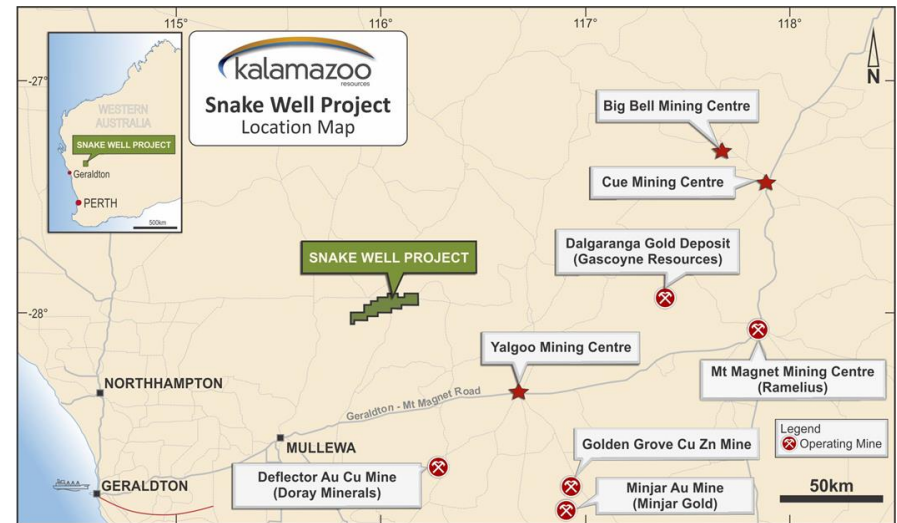 115°
116°
117°
118°
-27°
-28°
kalamazoo
resources
Snake Well Project
Location Map
N
WESTERN
AUSTRALIA
SNAKE WELL PROJECT
Geraldton
PERTH
500km
Big Bell Mining Centre
Cue Mining Centre
Dalgaranga Gold Deposit
(Gascoyne Resources)
SNAKE WELL PROJECT
Yalgoo Mining Centre
Mt Magnet Mining Centre
(Ramelius)
NORTHHAMPTON
Geraldton - Mt Magnet Road
MULLEWA
Legend
Operating Mine
Golden Grove Cu Zn Mine
Deflector Au Cu Mine
(Doray Minerals)
GERALDTON
Minjar Au Mine
(Minjar Gold)
50km